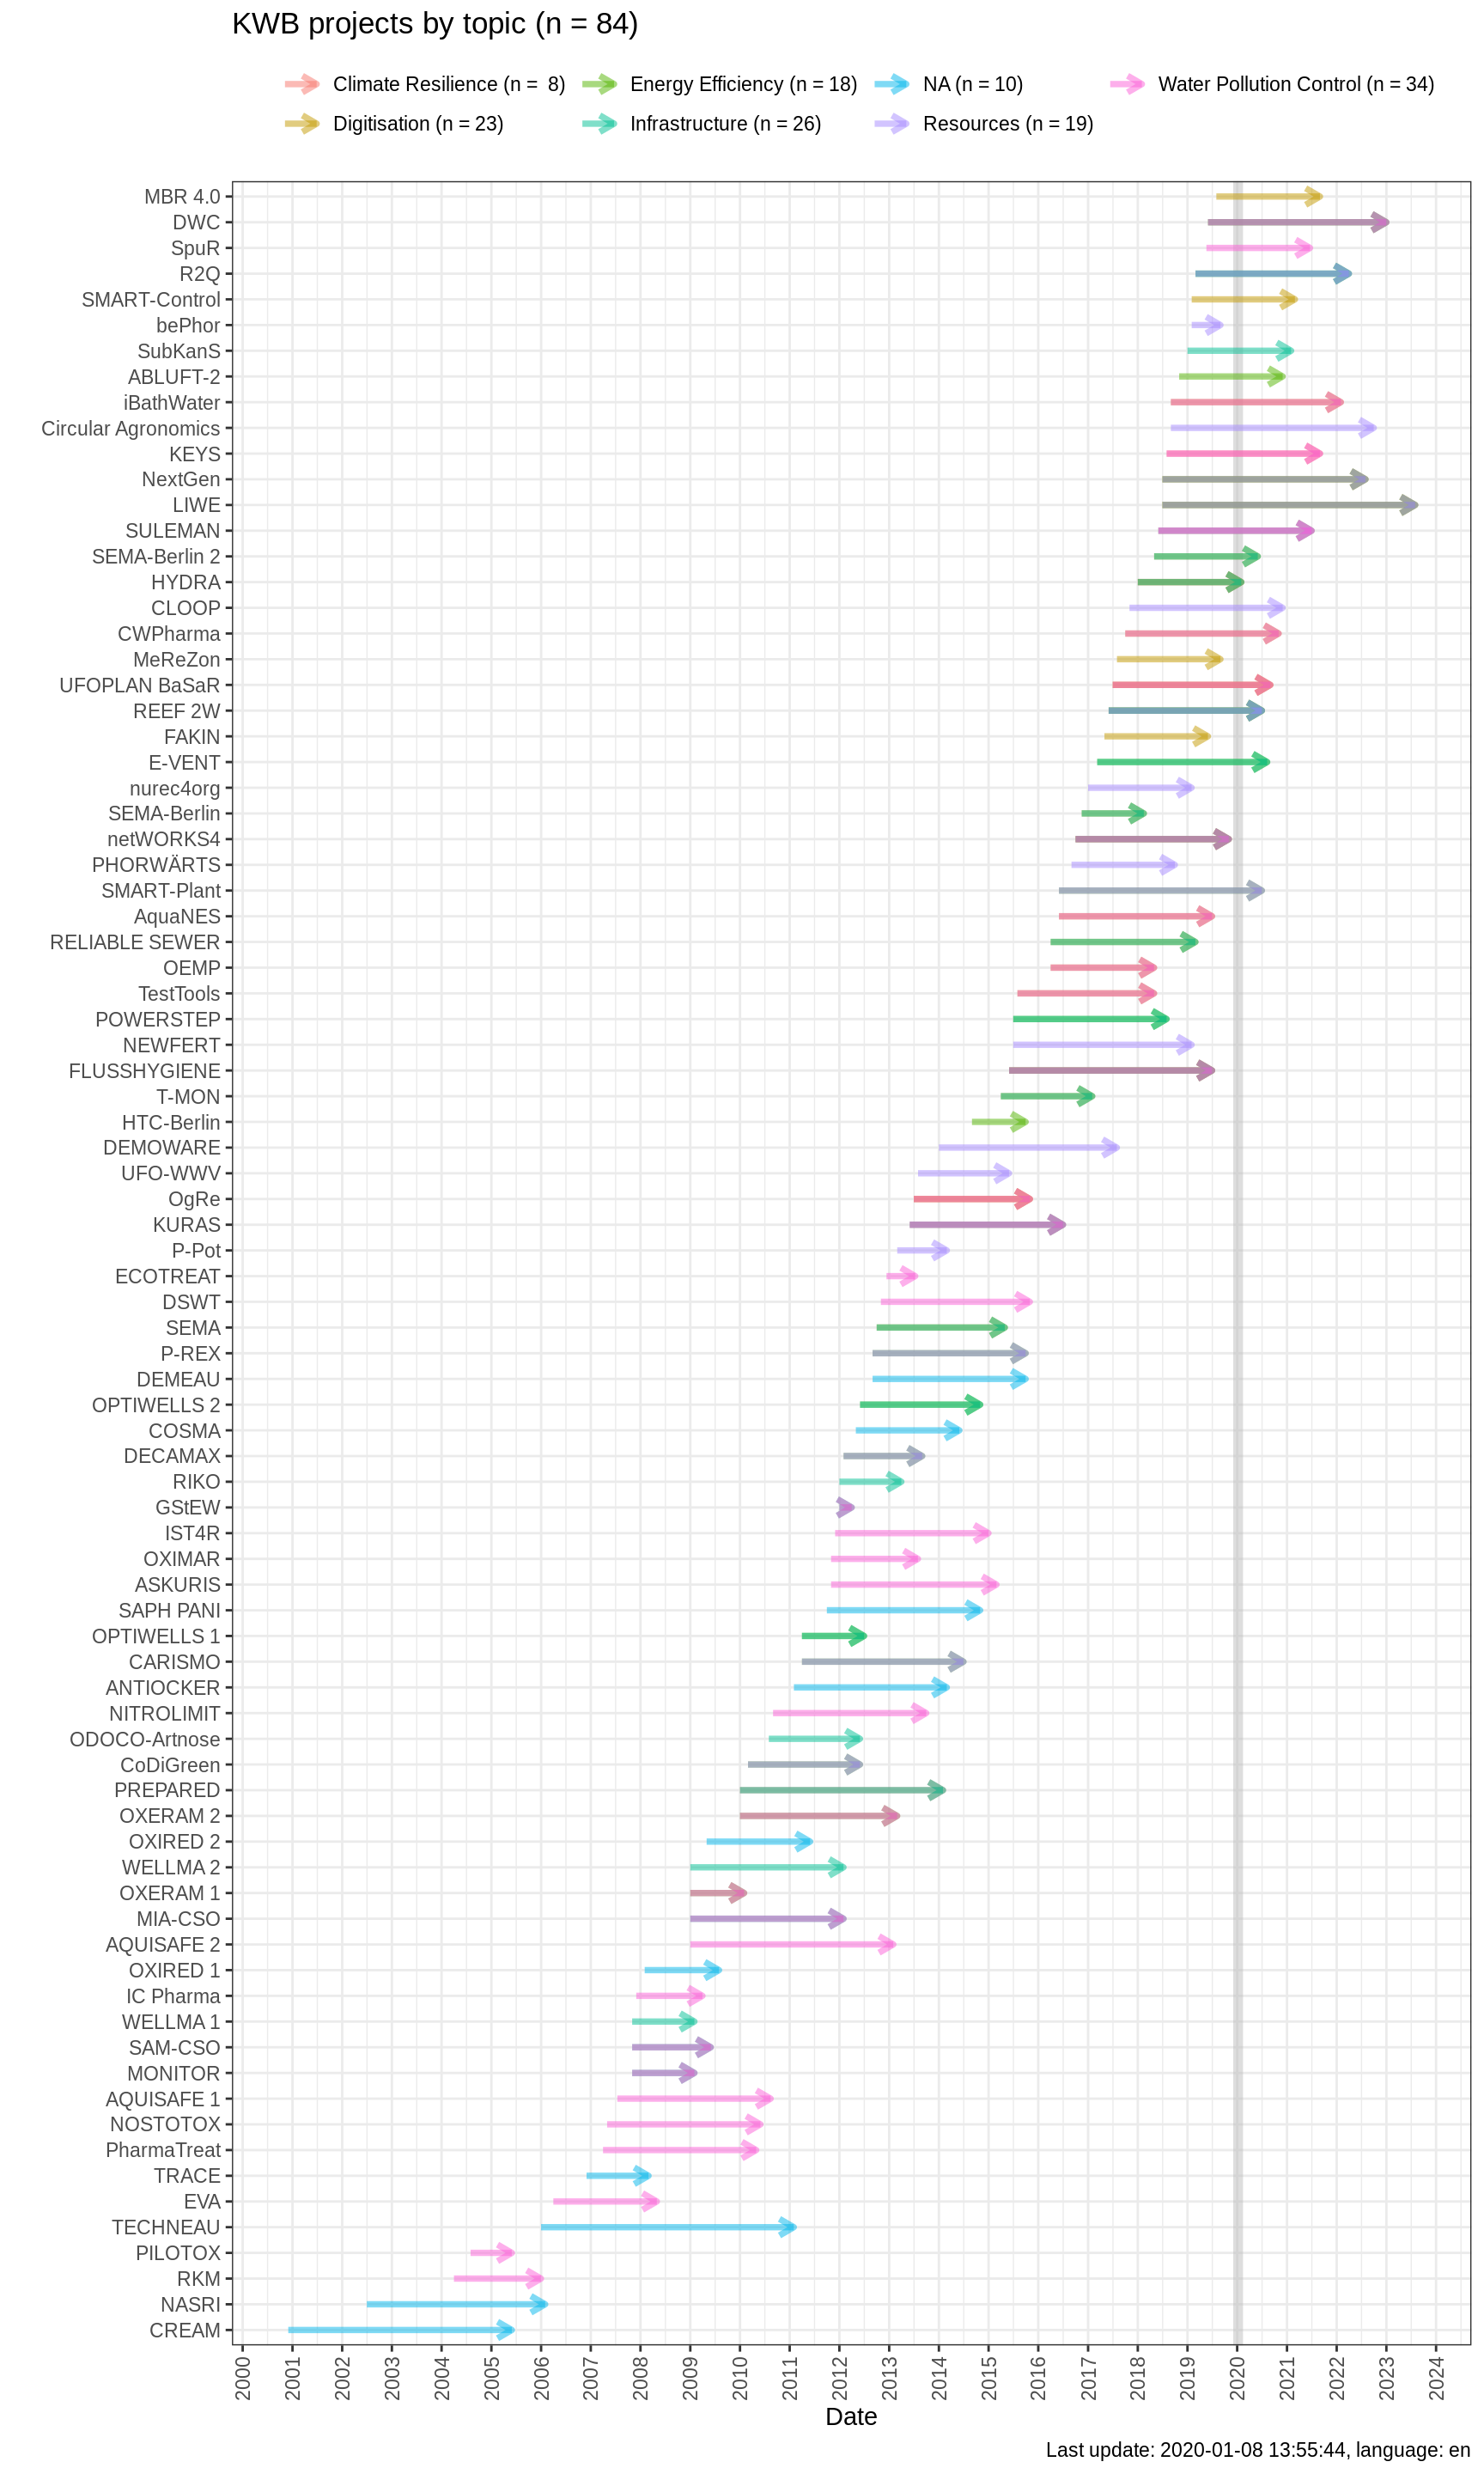 KWB projects by topic (n = 84)
Climate Resilience (n =  8)
Energy Efficiency (n = 18)
NA (n = 10)
Water Pollution Control (n = 34)
Digitisation (n = 23)
Infrastructure (n = 26)
Resources (n = 19)
MBR 4.0
DWC
SpuR
R2Q
SMART-Control
bePhor
SubKanS
ABLUFT-2
iBathWater
Circular Agronomics
KEYS
NextGen
LIWE
SULEMAN
SEMA-Berlin 2
HYDRA
CLOOP
CWPharma
MeReZon
UFOPLAN BaSaR
REEF 2W
FAKIN
E-VENT
nurec4org
SEMA-Berlin
netWORKS4
PHORWÄRTS
SMART-Plant
AquaNES
RELIABLE SEWER
OEMP
TestTools
POWERSTEP
NEWFERT
FLUSSHYGIENE
T-MON
HTC-Berlin
DEMOWARE
UFO-WWV
OgRe
KURAS
P-Pot
ECOTREAT
DSWT
SEMA
P-REX
DEMEAU
OPTIWELLS 2
COSMA
DECAMAX
RIKO
GStEW
IST4R
OXIMAR
ASKURIS
SAPH PANI
OPTIWELLS 1
CARISMO
ANTIOCKER
NITROLIMIT
ODOCO-Artnose
CoDiGreen
PREPARED
OXERAM 2
OXIRED 2
WELLMA 2
OXERAM 1
MIA-CSO
AQUISAFE 2
OXIRED 1
IC Pharma
WELLMA 1
SAM-CSO
MONITOR
AQUISAFE 1
NOSTOTOX
PharmaTreat
TRACE
EVA
TECHNEAU
PILOTOX
RKM
NASRI
CREAM
2000
2001
2002
2003
2004
2005
2006
2007
2008
2009
2010
2011
2012
2013
2014
2015
2016
2017
2018
2019
2020
2021
2022
2023
2024
Date
Last update: 2020-01-08 13:55:44, language: en